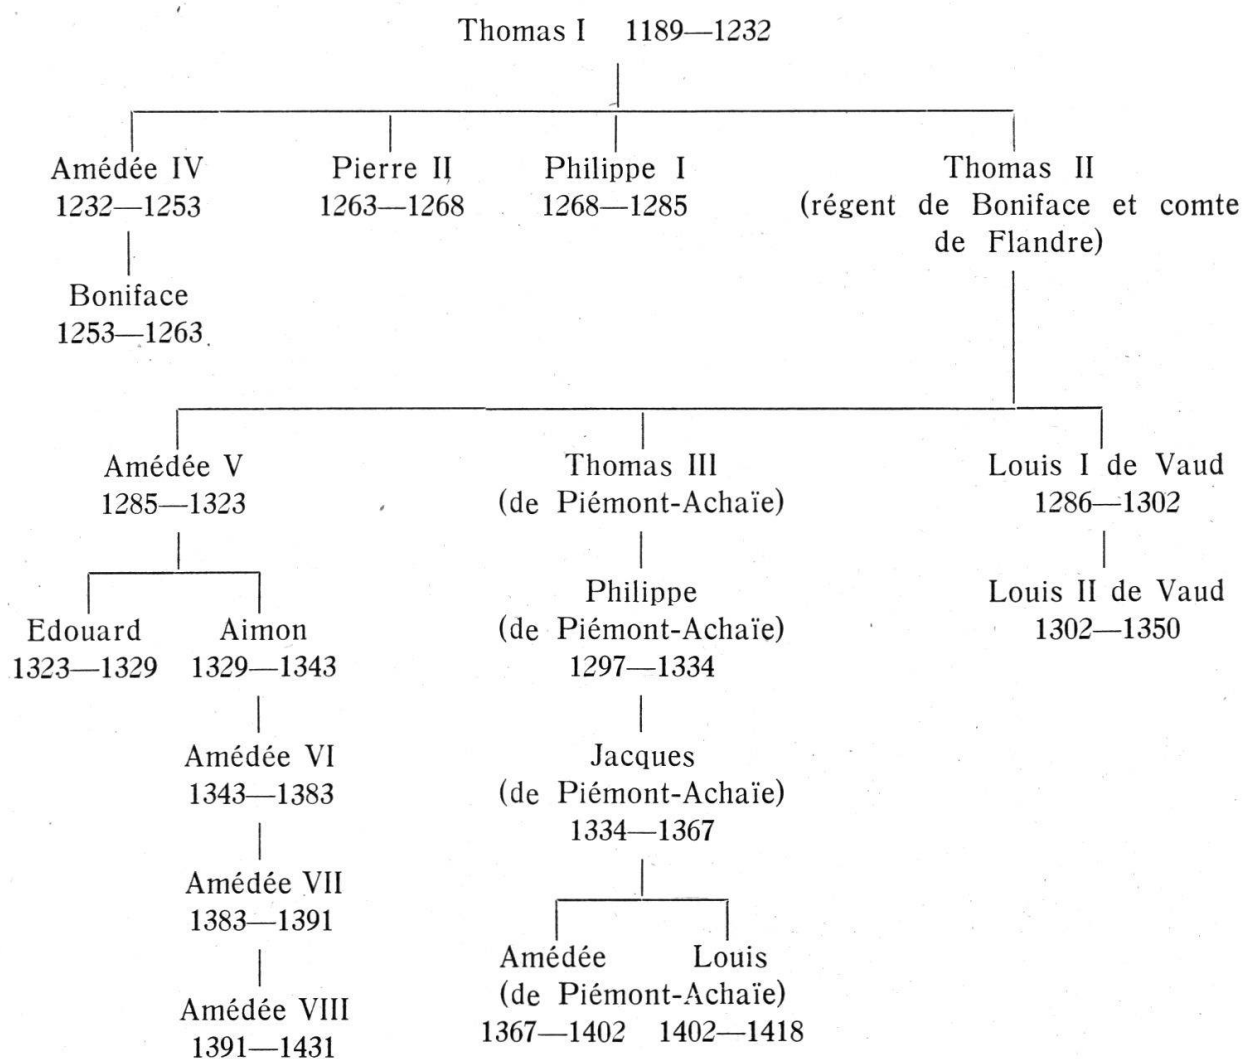 Thomas I 1189—1232
Amédée IV Pierre II Philippe I Thomas II
1232—1253 1263—1268 1268—1285 (régent de Boniface et comte
de Flandre)
Boniface
1253—1263
Amédée V Thomas III Louis I de Vaud
1285—1323 (de Piémont-Achaïe) 1286—1302
Philippe Louis II de Vaud
Edouard Aimon (de Piémont-Achaïe) 1302—1350
1323—1329 1329—1343 1297—1334
Amédée VI Jacques
1343—1383 (de Piémont-Achaïe)
1334—1367
Amédée VII
1383—1391
Amédée Louis
(de Piémont-Achaïe)
Amédée VIII 1367—1402 1402—1418
1391—1431